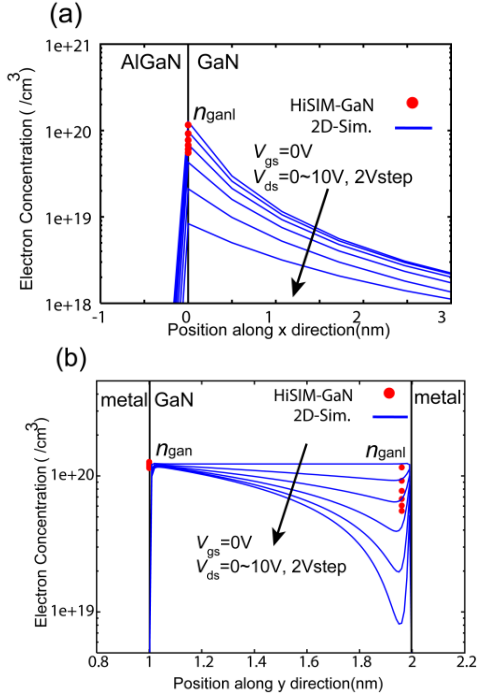 (a)
1e+21
AlGaN GaN
nganl
HiSIM-GaN
2D-Sim.
1e+20
Vgs=0V
Vds=0~10V, 2Vstep
1e+19
1e+18
Electron Concentration( /cm3)
-1 0 1 2 3
Position along x direction(nm)
(b)
metal GaN metal
HiSIM-GaN
2D-Sim.
ngan nganl
1e+20
Vgs=0V
Vds=0~10V, 2Vstep
1e+19
Electron Concentration( /cm3)
0.8 1 1.2 1.4 1.6 1.8 2 2.2
Position along y direction(nm)